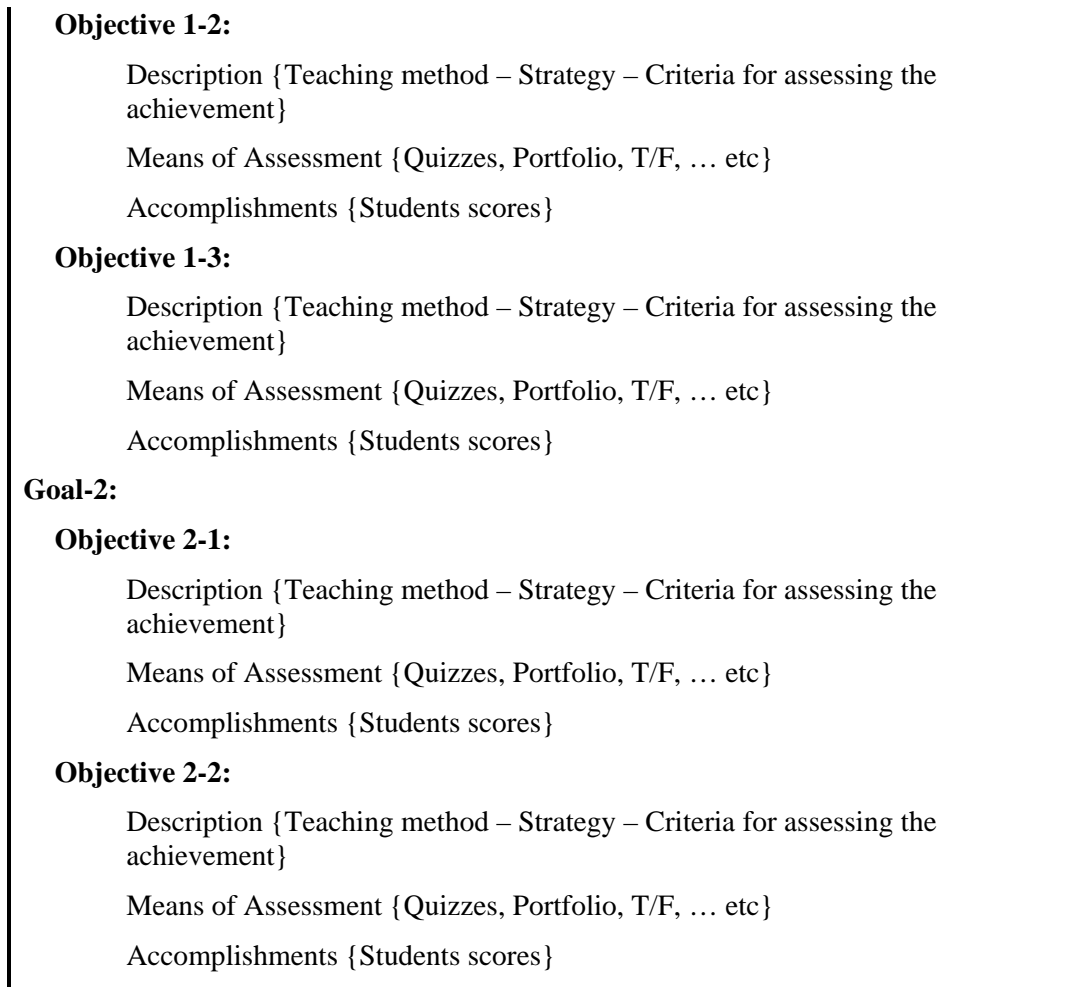 Objective 1-2:
Description {Teaching method – Strategy – Criteria for assessing the
achievement}
Means of Assessment {Quizzes, Portfolio, T/F, … etc}
Accomplishments {Students scores}
Objective 1-3:
Description {Teaching method – Strategy – Criteria for assessing the
achievement}
Means of Assessment {Quizzes, Portfolio, T/F, … etc}
Accomplishments {Students scores}
Goal-2:
Objective 2-1:
Description {Teaching method – Strategy – Criteria for assessing the
achievement}
Means of Assessment {Quizzes, Portfolio, T/F, … etc}
Accomplishments {Students scores}
Objective 2-2:
Description {Teaching method – Strategy – Criteria for assessing the
achievement}
Means of Assessment {Quizzes, Portfolio, T/F, … etc}
Accomplishments {Students scores}